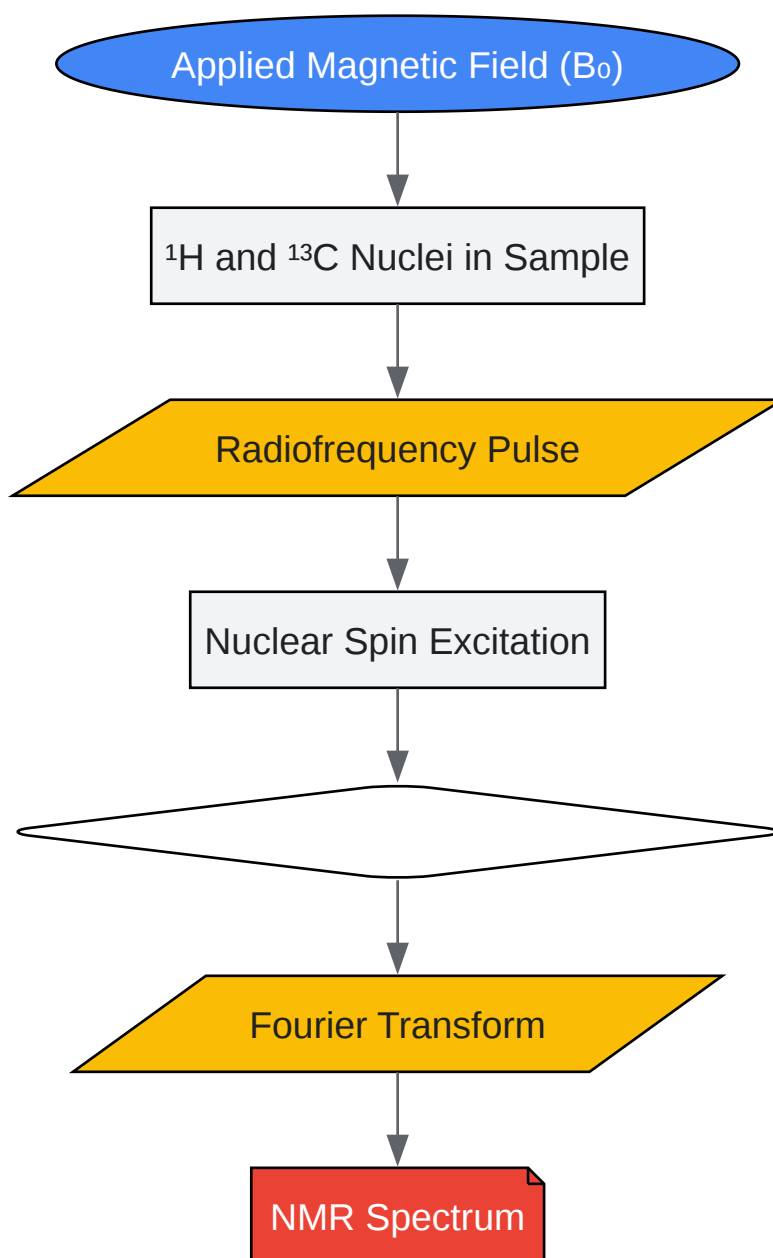 Applied Magnetic Field (B₀)
¹H and ¹³C Nuclei in Sample
Radiofrequency Pulse
Nuclear Spin Excitation
Fourier Transform
NMR Spectrum